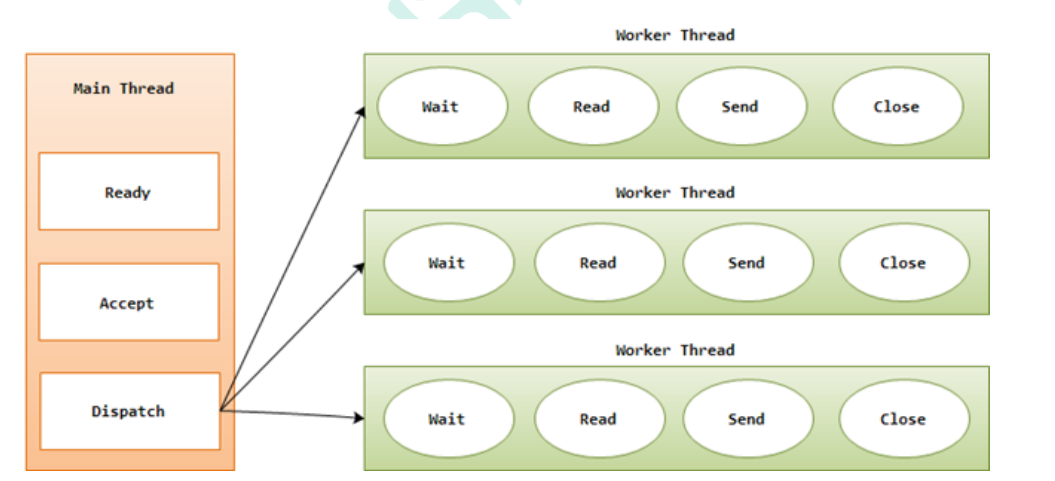 Main Thread
Ready
Accept
Dispatch
Worker Thread
Wait Read Send Close
Worker Thread
Wait Read Send Close
Worker Thread
Wait Read Send Close